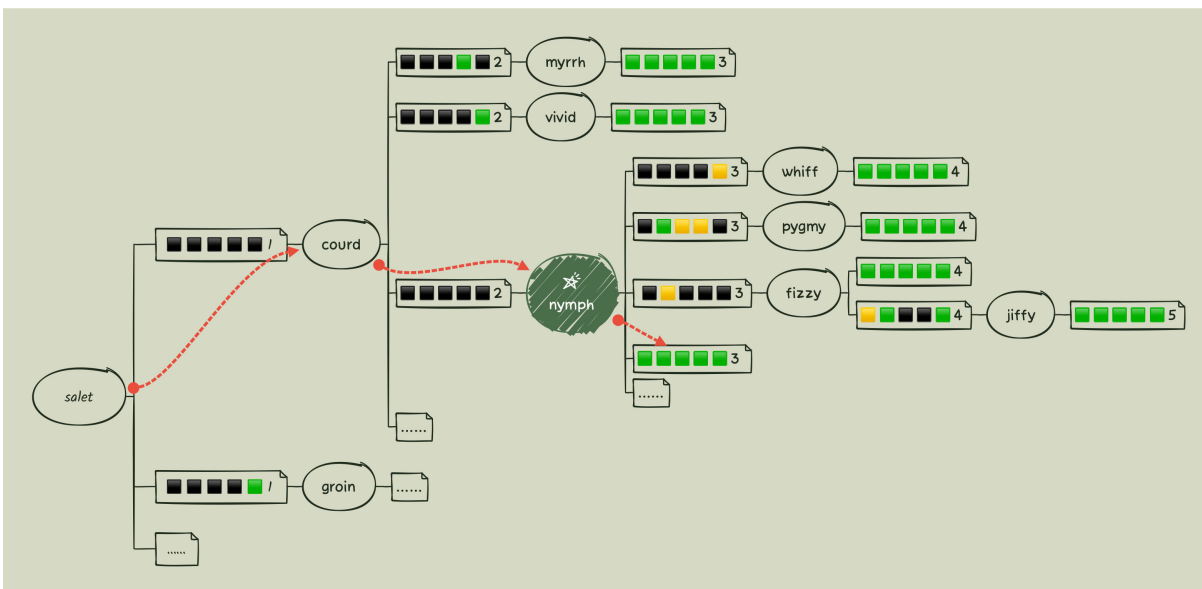 2 myrrh 3
2 vivid 3
3 whiff 4
1 courd 3 pygmy 4
4
2 nymph 3 fizzy
4 jiffy 5
3
salet
......
......
1 groin ......
......